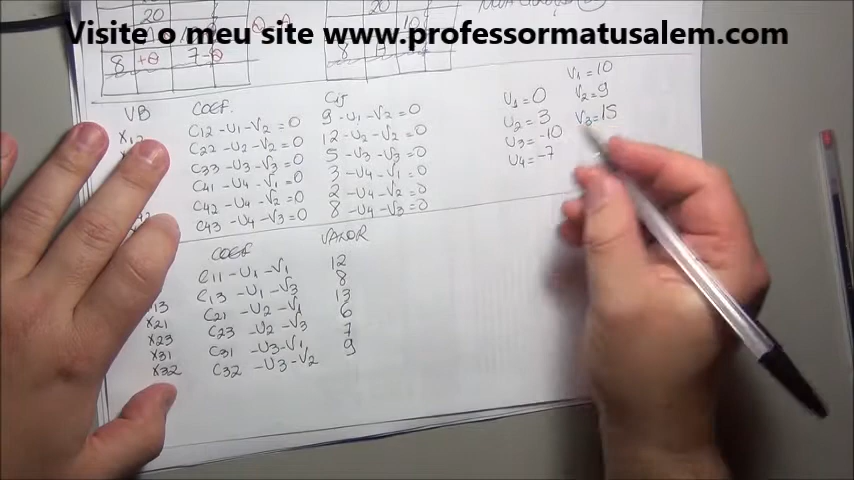 Visite o meu site www.professormatusalem.com
20
20
10
8 +θ 7-θ
8 7
VB COEF. Cij
X12 C12 -U1 -V2 =0 9 -U1 -V2 =0
C22 -U2 -V2 =0 12 -U2 -V2 =0
C33 -U3 -V3 =0 5 -V3 -V3 =0
C41 -U4 -V1 =0 3 -U4 -V1 =0
C42 -U4 -V2 =0 2 -U4 -V2 =0
C43 -U4 -V3 =0 8 -U4 -V3 =0
U1 = 0 V1 = 10
U2 = 3 V2 = 9
U3 = -10 V3 = 15
U4 = -7
COEF VALOR
C11 -U1 -V1 12
C13 -U1 -V3 8
X21 C21 -U2 -V1 13
X23 C23 -U2 -V3 6
X31 C31 -U3 -V1 7
X32 C32 -U3 -V2 9